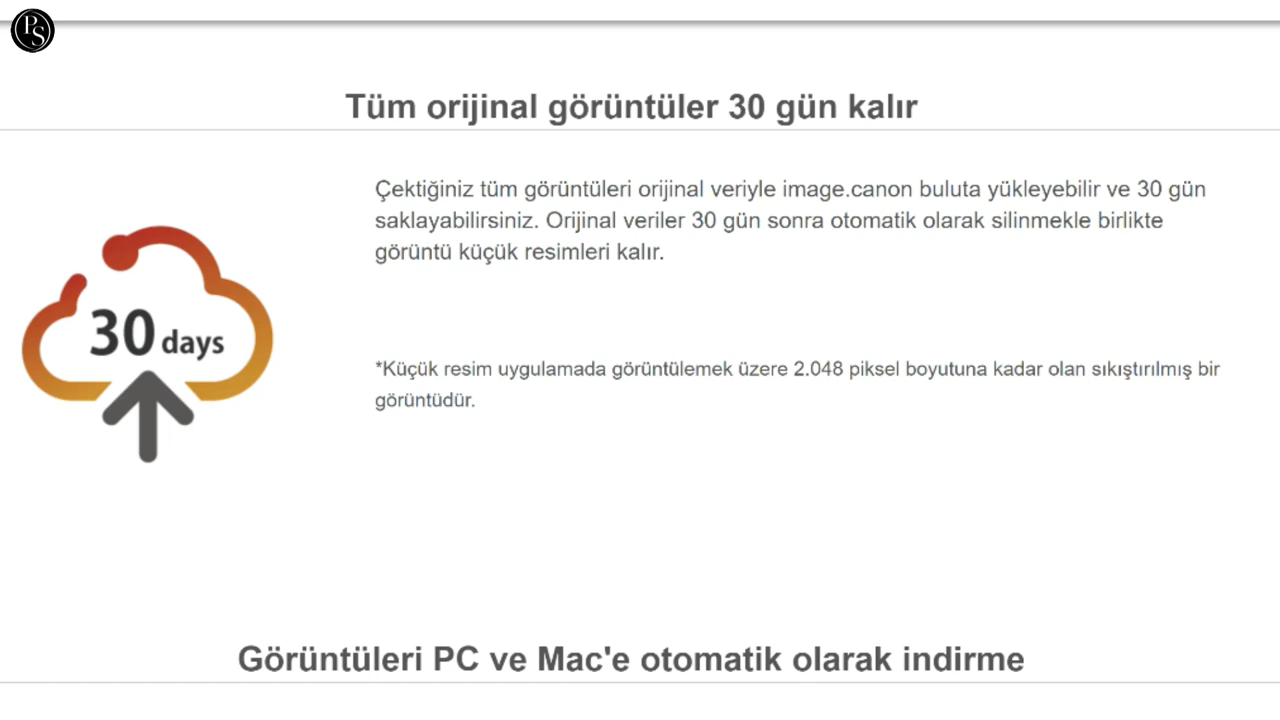 PS
Tüm orijinal görüntüler 30 gün kalır
Çektiğiniz tüm görüntüleri orijinal veriyle image.canon buluta yükleyebilir ve 30 gün
saklayabilirsiniz. Orijinal veriler 30 gün sonra otomatik olarak silinmekle birlikte
görüntü küçük resimleri kalır.
30 days
*Küçük resim uygulamada görüntülemek üzere 2.048 piksel boyutuna kadar olan sıkıştırılmış bir
görüntüdür.
Görüntüleri PC ve Mac'e otomatik olarak indirme